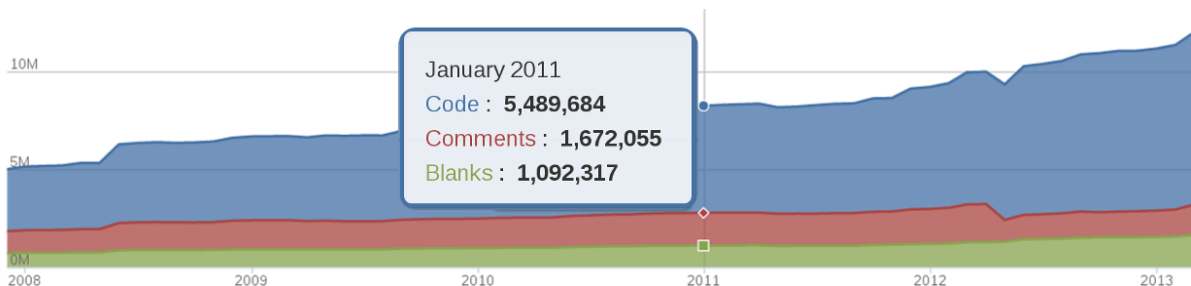 10M
January 2011
Code : 5,489,684
Comments : 1,672,055
5M
Blanks : 1,092,317
0M
2008 2009 2010 2011 2012 2013